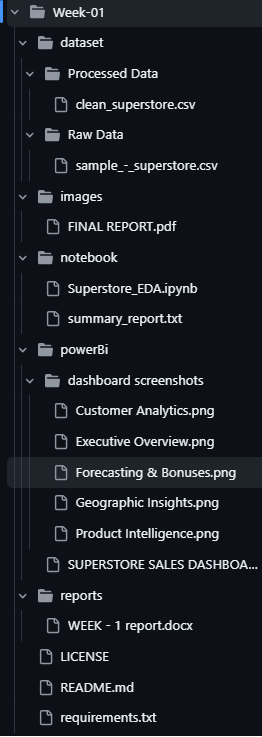 Week-01
dataset
Processed Data
clean_superstore.csv
Raw Data
sample_-_superstore.csv
images
FINAL REPORT.pdf
notebook
Superstore_EDA.ipynb
summary_report.txt
powerBi
dashboard screenshots
Customer Analytics.png
Executive Overview.png
Forecasting & Bonuses.png
Geographic Insights.png
Product Intelligence.png
SUPERSTORE SALES DASHBOA...
reports
WEEK - 1 report.docx
LICENSE
README.md
requirements.txt